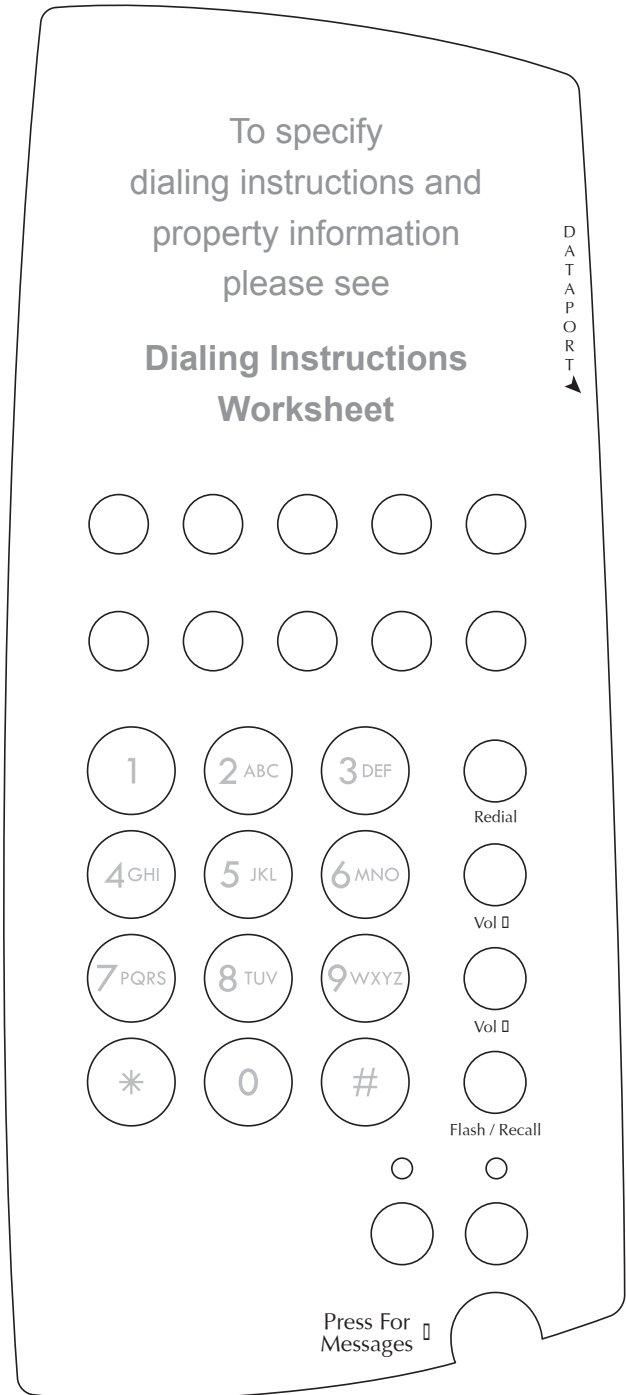 To specify
dialing instructions and
property information
please see
Dialing Instructions
Worksheet
DATAPORT
1
2 ABC
3 DEF
Redial
4 GHI
5 JKL
6 MNO
Vol
7 PQRS
8 TUV
9 WXYZ
Vol
*
0
#
Flash / Recall
Press For
Messages